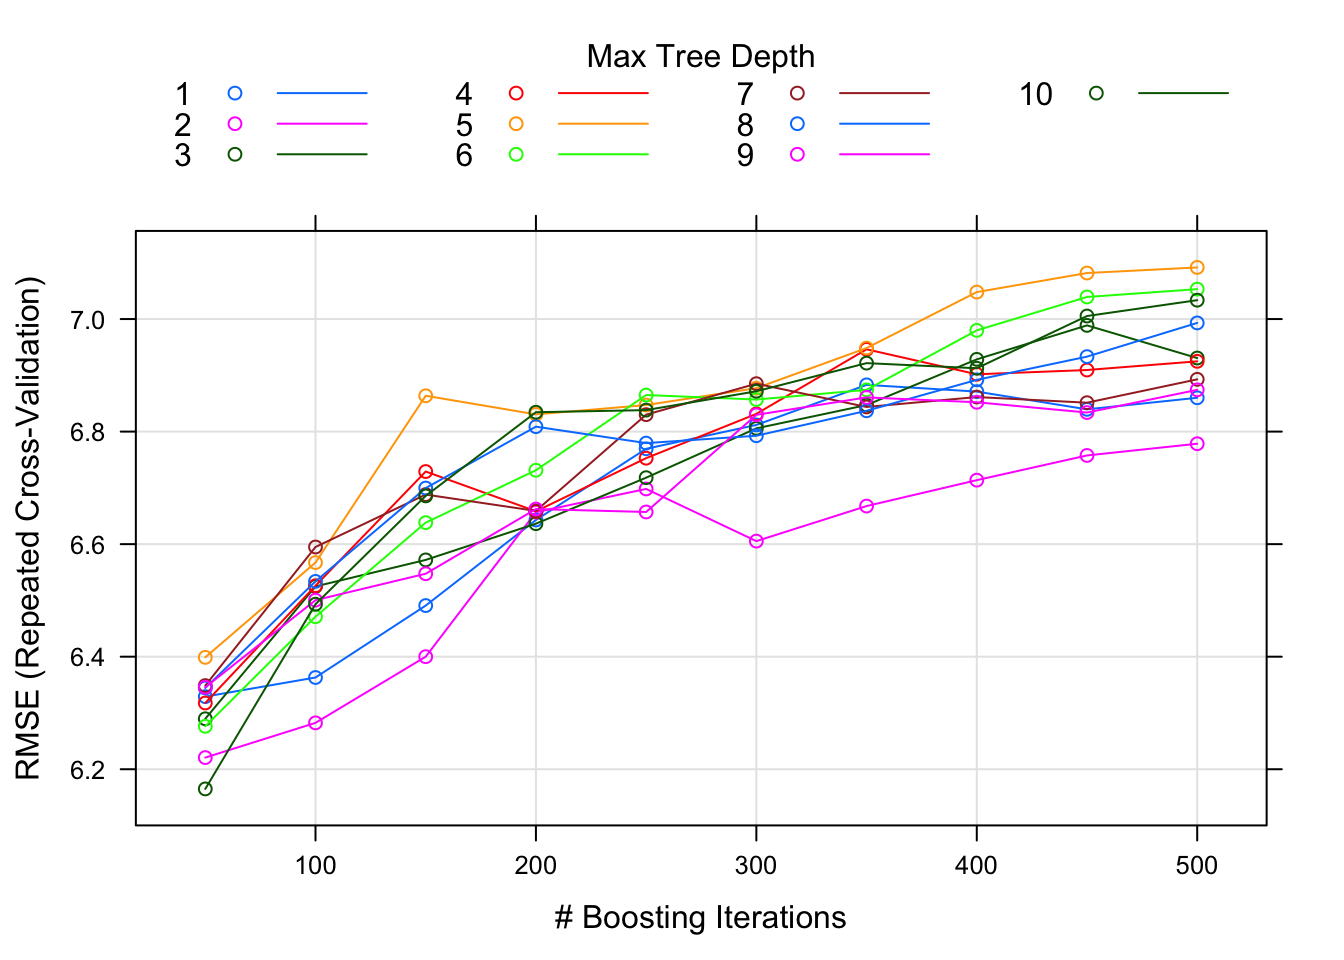 Max Tree Depth
1 4 7 10
2 5 8
3 6 9
RMSE (Repeated Cross-Validation)
7.0
6.8
6.6
6.4
6.2
100 200 300 400 500
# Boosting Iterations